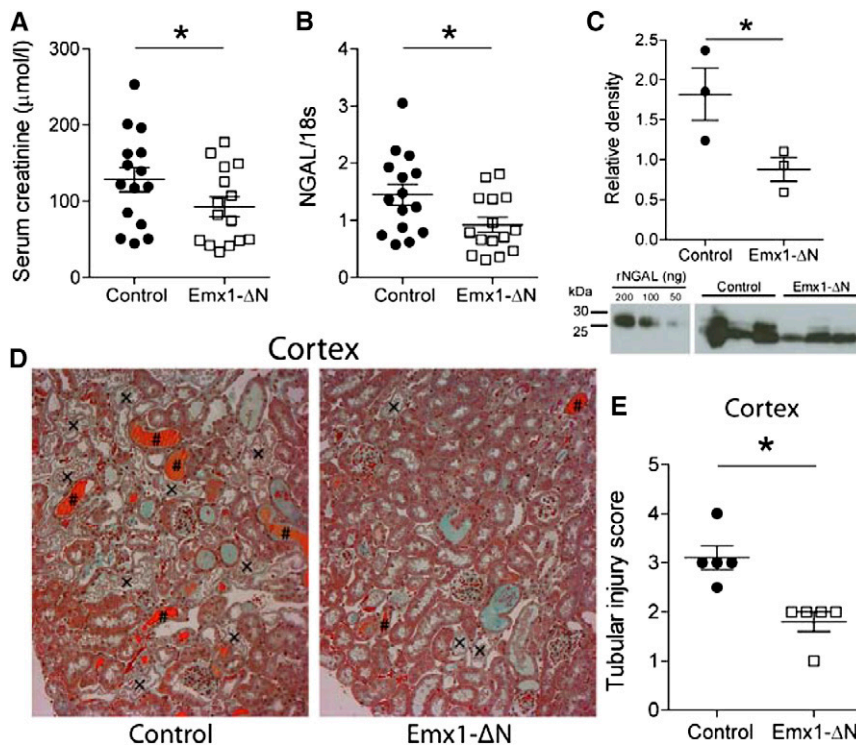 A
*
Serum creatinine (μmol/l)
300
200
100
0
Control
Emx1-ΔN
B
*
NGAL/18s
4
3
2
1
0
Control
Emx1-ΔN
C
*
Relative density
2.5
2.0
1.5
1.0
0.5
0.0
Control
Emx1-ΔN
rNGAL (ng)
kDa
200 100 50
30
25
Control
Emx1-ΔN
D
Cortex
# # # # #
# #
Control
Emx1-ΔN
E
Cortex
*
Tubular injury score
5
4
3
2
1
0
Control
Emx1-ΔN